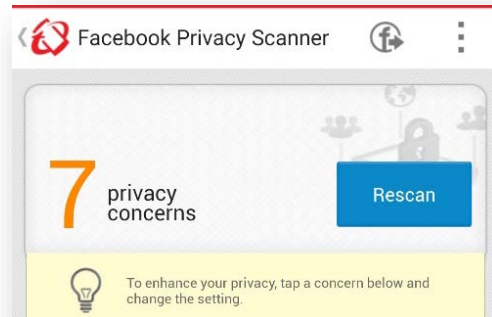 Facebook Privacy Scanner
7 privacy
concerns
Rescan
To enhance your privacy, tap a concern below and
change the setting.